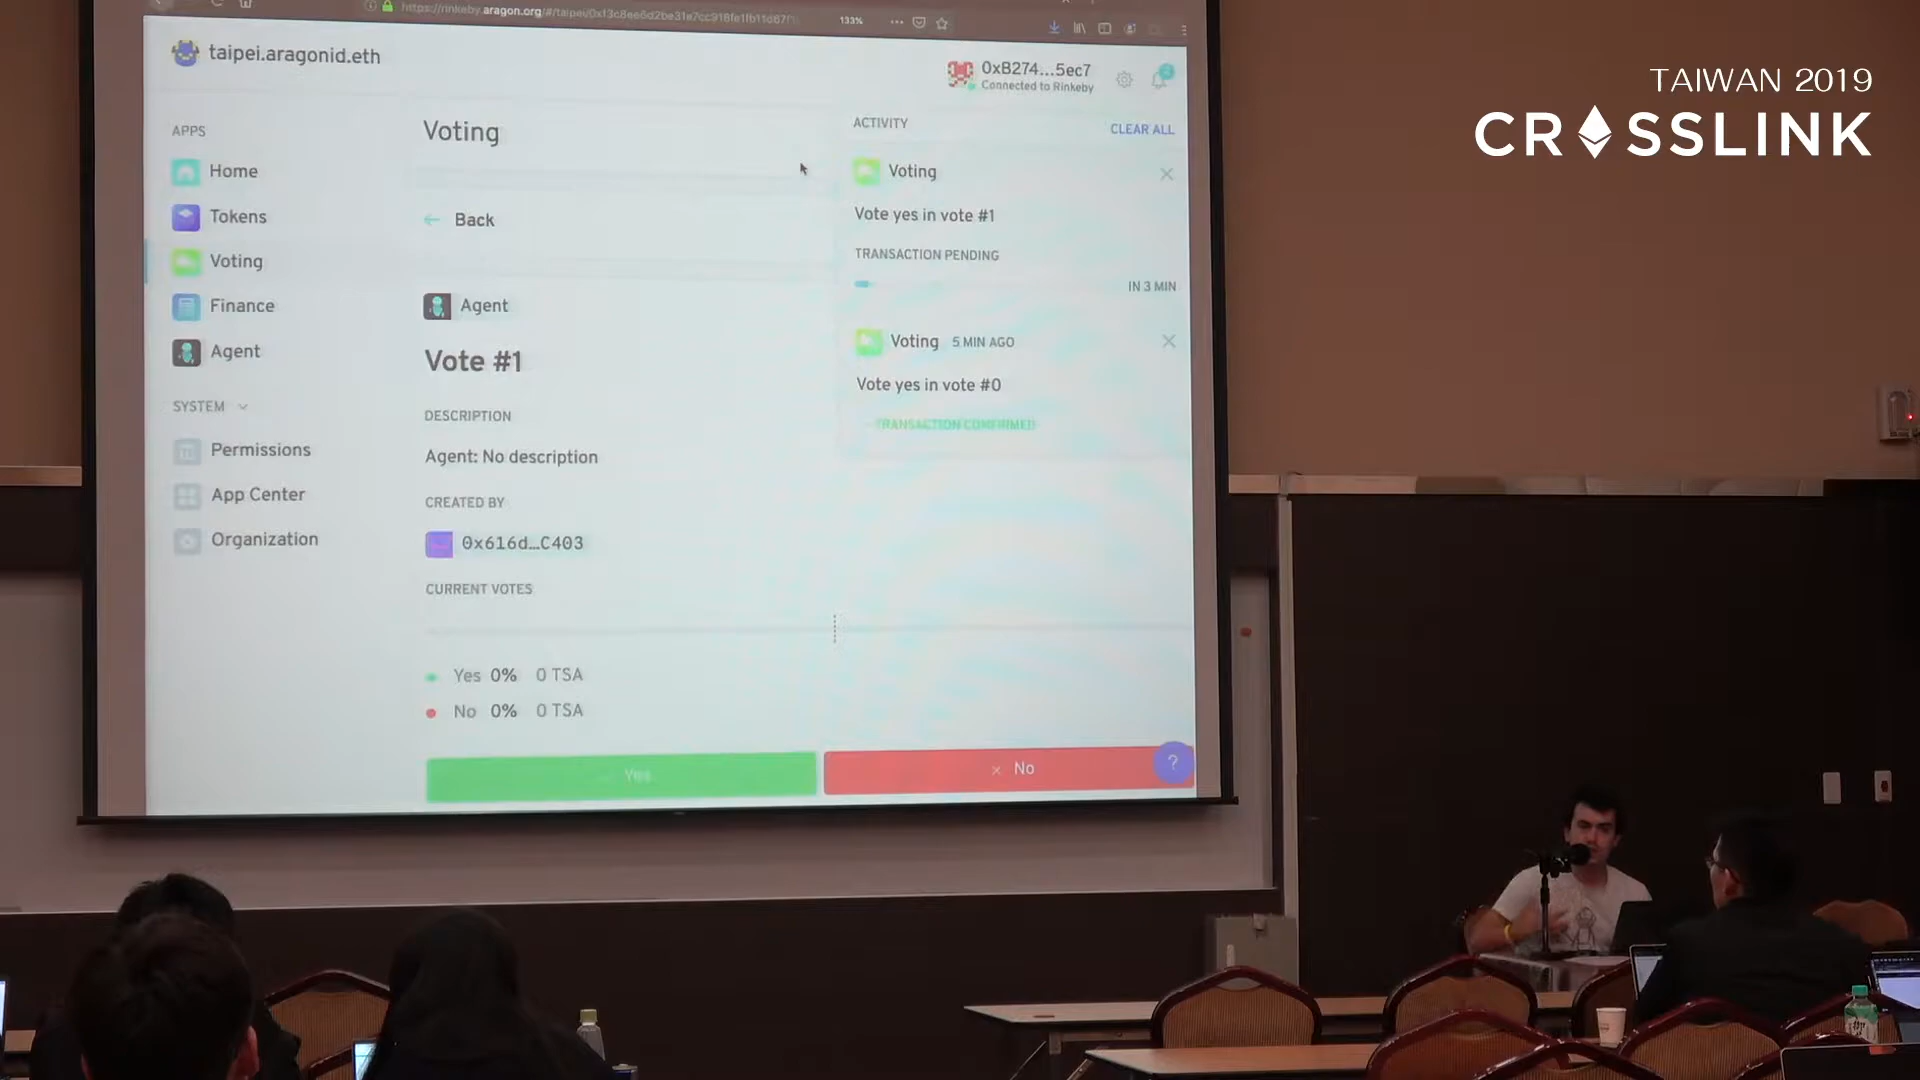 TAIWAN 2019
CROSSLINK
133%
taipei.aragonid.eth
0xB274...5ec7
Connected to Rinkeby
APPS
Home
Tokens
Voting
Finance
Agent
SYSTEM
Permissions
App Center
Organization
Voting
Back
Agent
Vote #1
DESCRIPTION
Agent: No description
CREATED BY
0x616d…C403
CURRENT VOTES
Yes 0% 0 TSA
No 0% 0 TSA
Yes
No
?
ACTIVITY
CLEAR ALL
Voting
Vote yes in vote #1
TRANSACTION PENDING
IN 3 MIN
Voting 5 MIN AGO
Vote yes in vote #0
TRANSACTION CONFIRMED